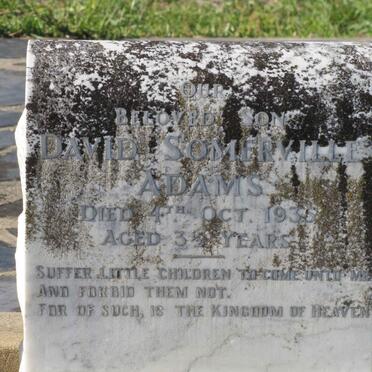 OUR
BELOVED SON
DAVID SOMERVILLE
ADAMS
DIED 4TH OCT. 1935
AGED 3½ YEARS
SUFFER LITTLE CHILDREN TO COME UNTO ME
AND FORBID THEM NOT.
FOR OF SUCH, IS THE KINGDOM OF HEAVEN